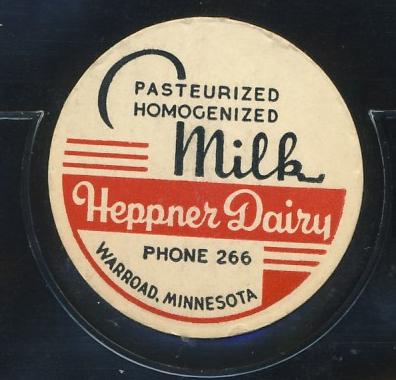 PASTEURIZED
HOMOGENIZED
Milk
Heppner Dairy
PHONE 266
WARROAD, MINNESOTA